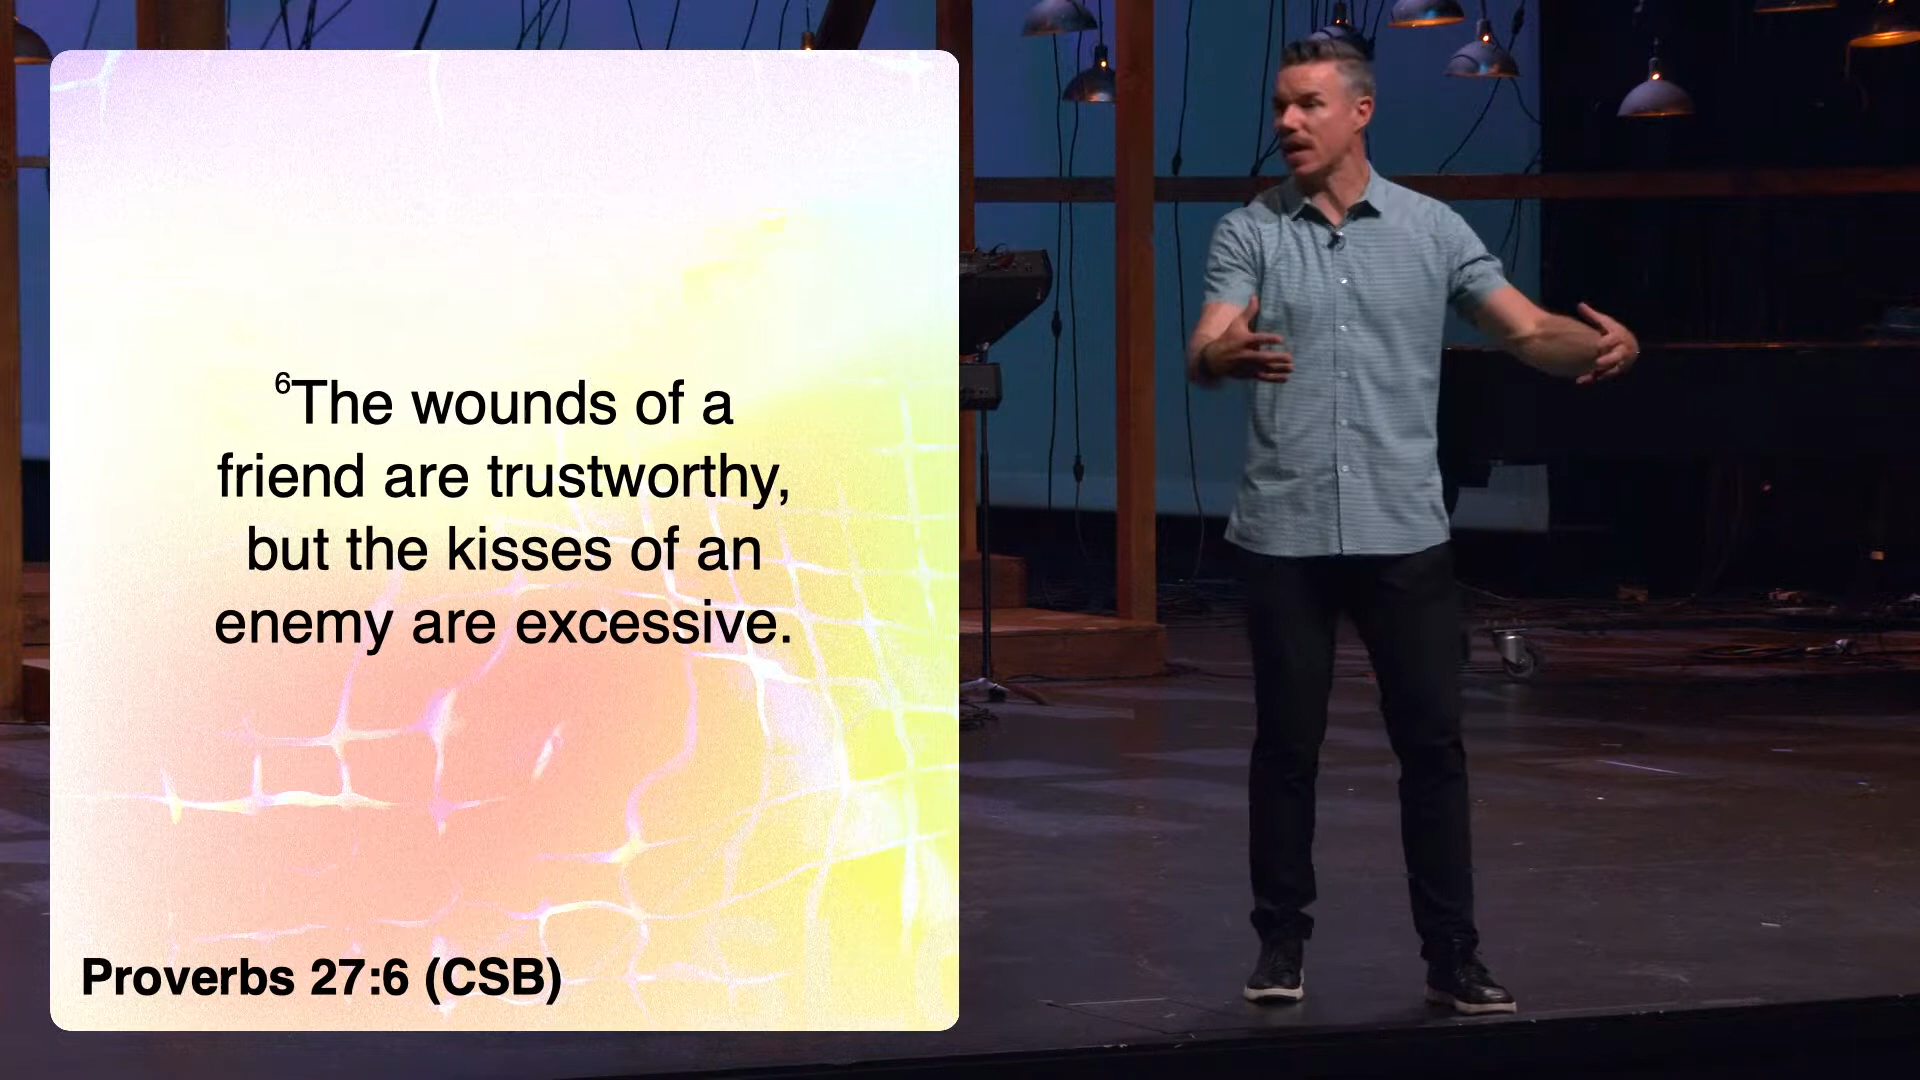 ⁶The wounds of a
friend are trustworthy,
but the kisses of an
enemy are excessive.
Proverbs 27:6 (CSB)